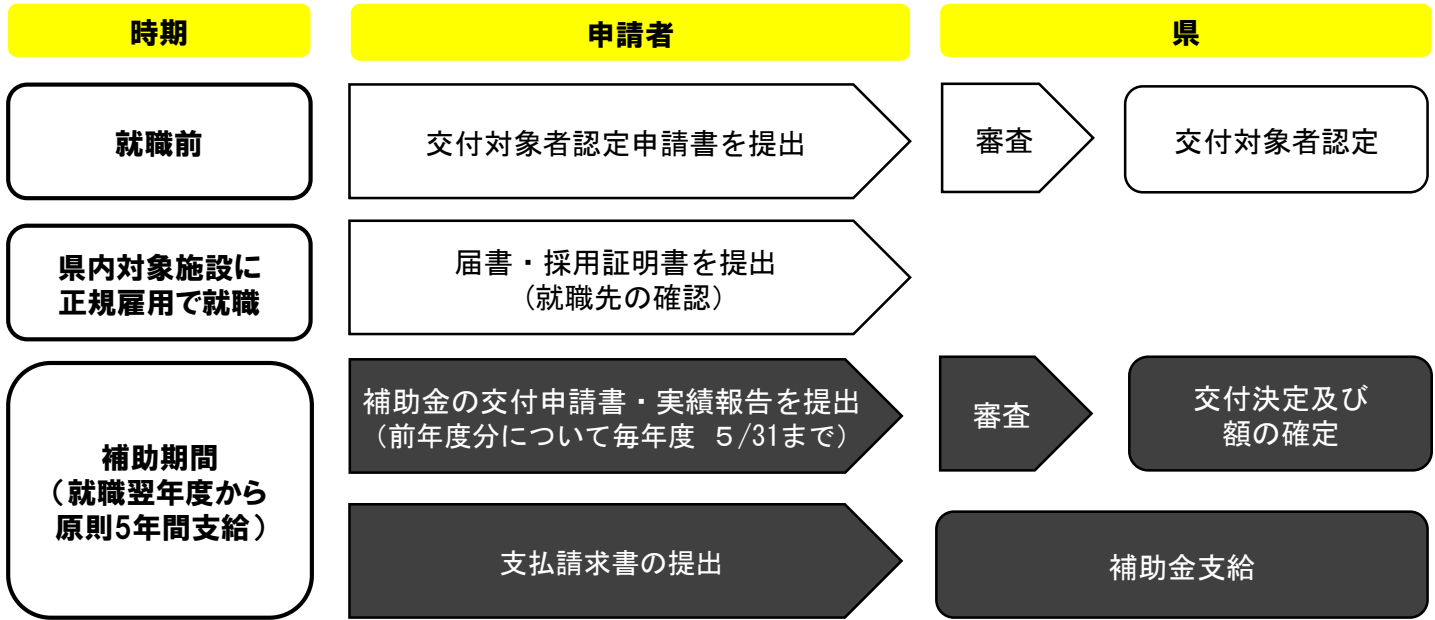 時期
申請者
県
就職前
交付対象者認定申請書を提出
審査
交付対象者認定
県内対象施設に
正規雇用で就職
届書・採用証明書を提出
（就職先の確認）
補助期間
（就職翌年度から
原則5年間支給）
補助金の交付申請書・実績報告を提出
（前年度分について毎年度　５/31まで）
審査
交付決定及び
額の確定
支払請求書の提出
補助金支給